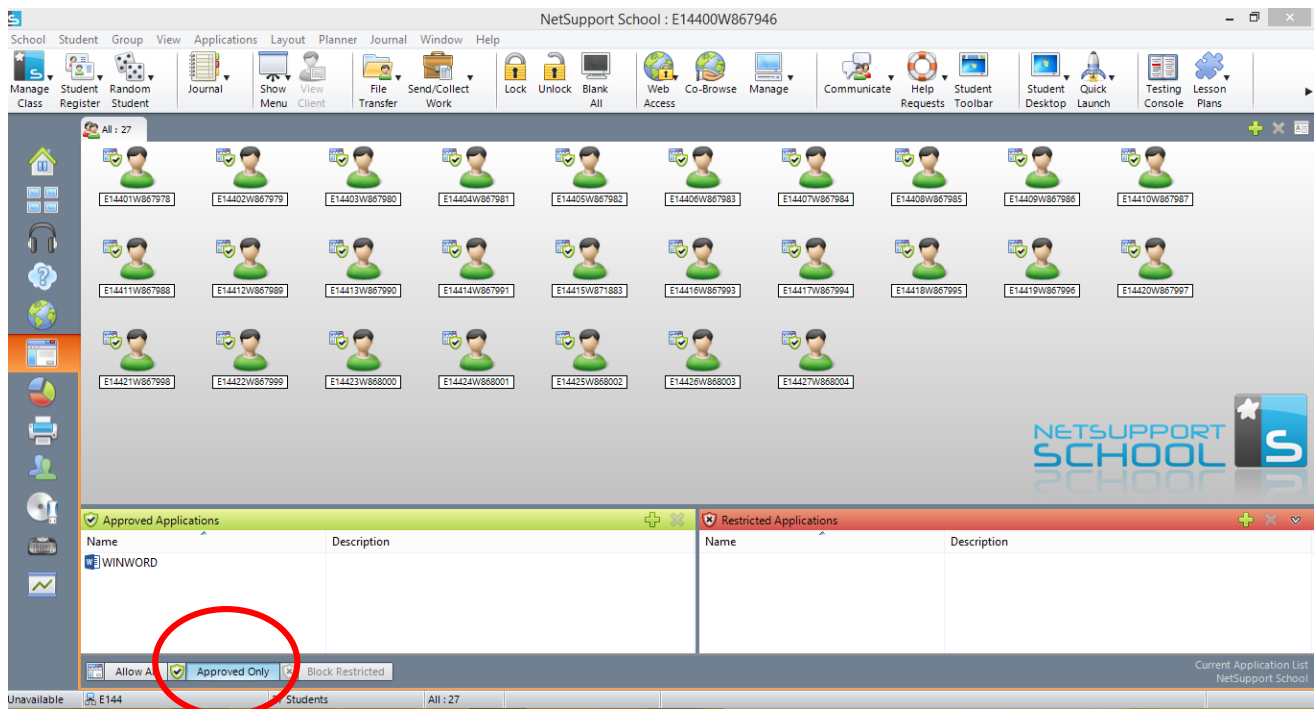 NetSupport School : E14400W867946
School Student Group View Applications Layout Planner Journal Window Help
Manage Class
Student Register
Random Student
Journal
Show Menu
View Client
File Transfer
Send/Collect Work
Lock
Unlock
Blank All
Web Access
Co-Browse
Manage
Communicate
Help Requests
Student Toolbar
Student Desktop
Quick Launch
Testing Console
Lesson Plans
All : 27
E14401W867978 E14402W867979 E14403W867980 E14404W867981 E14405W867982 E14406W867983 E14407W867984 E14408W867985 E14409W867986 E14410W867987
E14411W867988 E14412W867989 E14413W867990 E14414W867991 E14415W871883 E14416W867993 E14417W867994 E14418W867995 E14419W867996 E14420W867997
E14421W867998 E14422W867999 E14423W868000 E14424W868001 E14425W868002 E14426W868003 E14427W868004
NETSUPPORT
SCHOOL
Approved Applications
Name Description
WINWORD
Restricted Applications
Name Description
Allow Approved Only Block Restricted
Current Application List
NetSupport School
Unavailable E144 Students All : 27